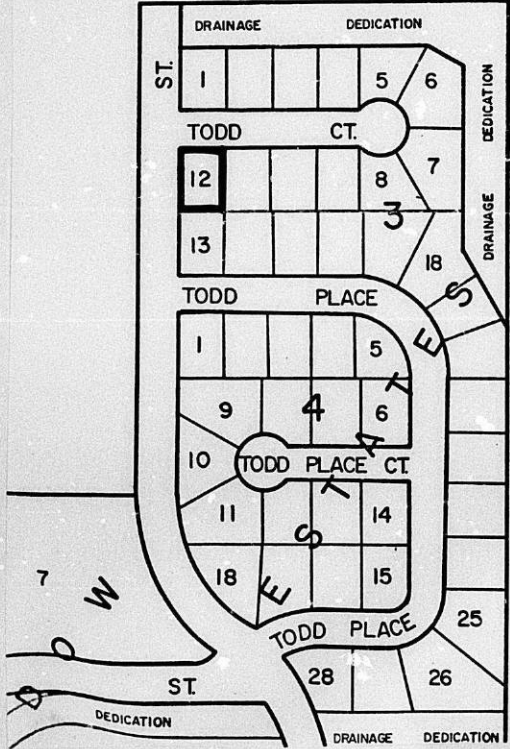 DRAINAGE DEDICATION
ST.
1 5 6
DEDICATION
TODD CT.
12 8 7
3
DRAINAGE
13 18
TODD PLACE
S
E
1 5
T
9 4 6
A
10 TODD PLACE CT.
T
11 14
S
18 E 15
7 W
O
25
TODD PLACE
28 26
ST.
D
DEDICATION
DRAINAGE DEDICATION